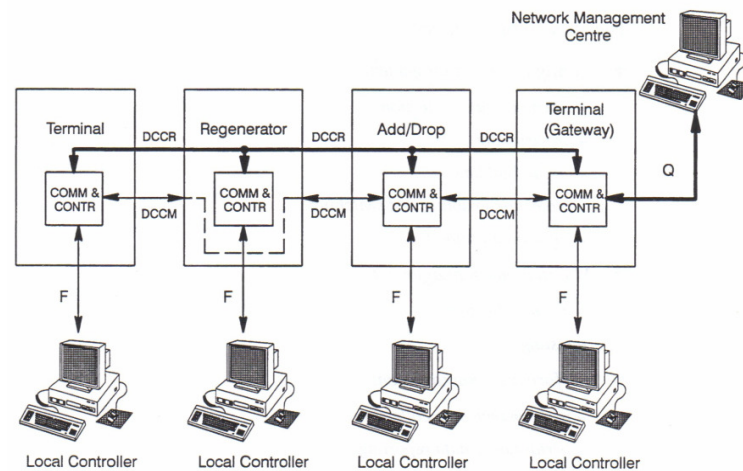 Network Management
Centre
Terminal
Regenerator
Add/Drop
Terminal
(Gateway)
DCCR
DCCR
DCCR
Q
COMM &
CONTR
COMM &
CONTR
COMM &
CONTR
COMM &
CONTR
DCCM
DCCM
DCCM
F
F
F
F
Local Controller
Local Controller
Local Controller
Local Controller